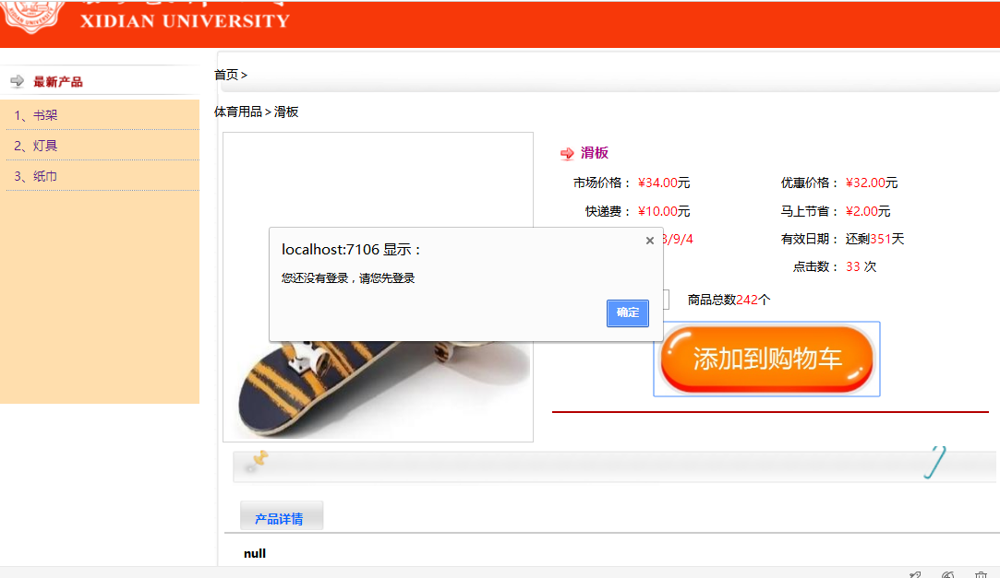 XIDIAN UNIVERSITY
最新产品
1、书架
2、灯具
3、纸巾
首页 >
体育用品 > 滑板
滑板
市场价格： ¥34.00元 优惠价格： ¥32.00元
快递费： ¥10.00元 马上节省： ¥2.00元
3/9/4 有效日期： 还剩351天
点击数： 33 次
localhost:7106 显示：
您还没有登录，请您先登录
确定
商品总数242个
添加到购物车
产品详情
null